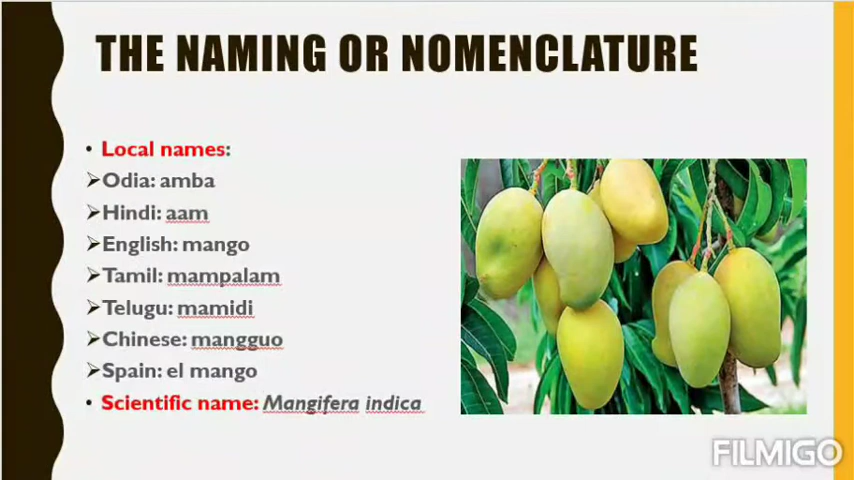 THE NAMING OR NOMENCLATURE
• Local names:
➢Odia: amba
➢Hindi: aam
➢English: mango
➢Tamil: mampalam
➢Telugu: mamidi
➢Chinese: mangguo
➢Spain: el mango
• Scientific name: Mangifera indica
FILMIGO